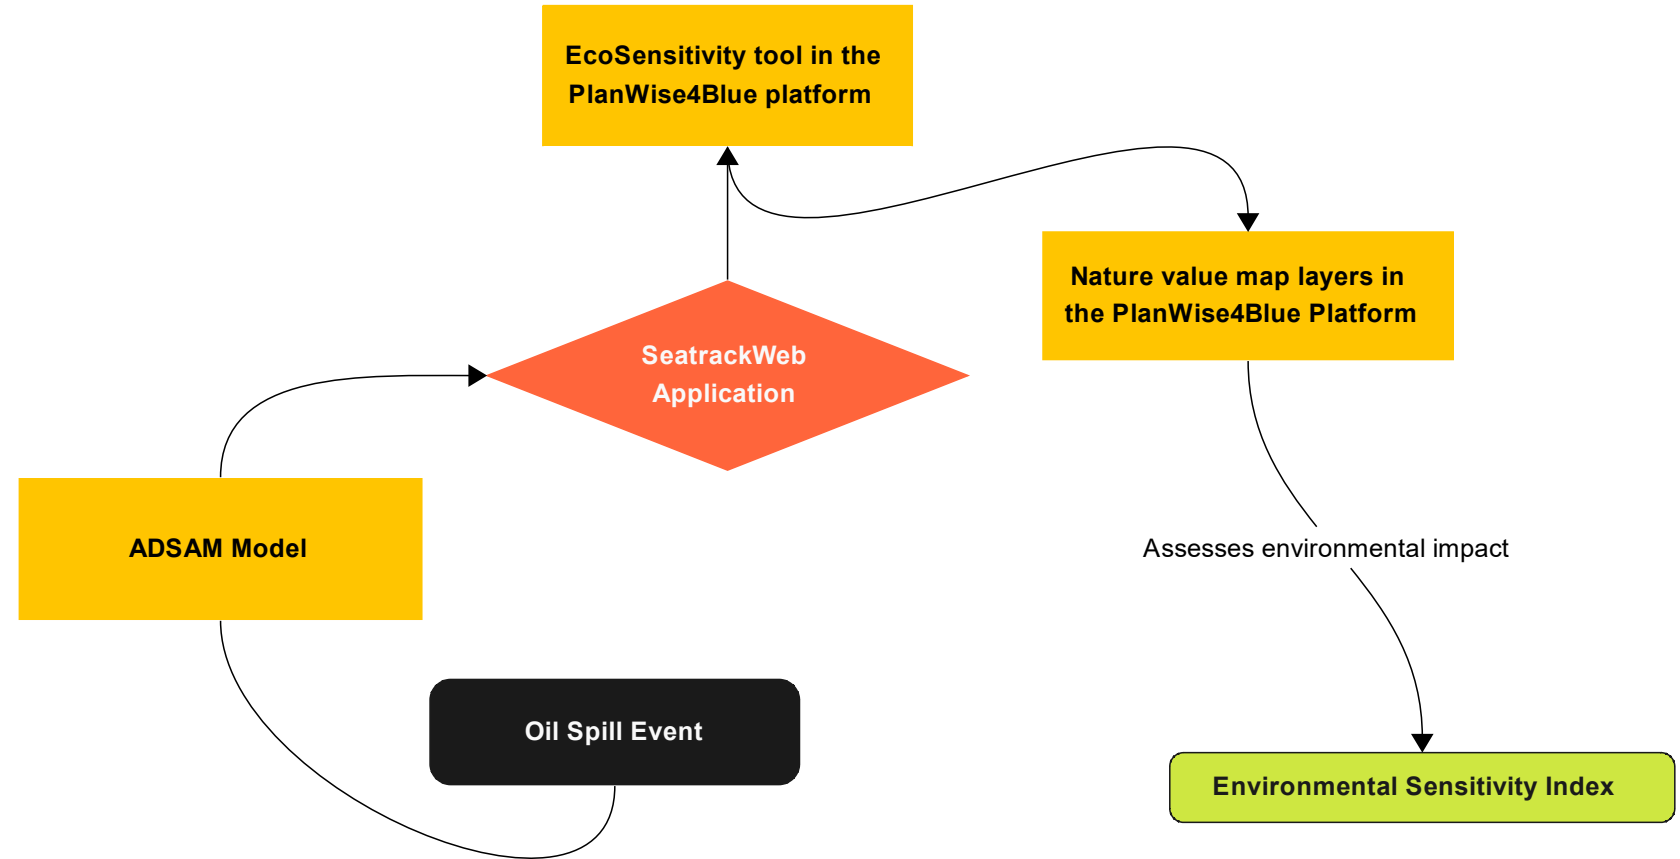 EcoSensitivity tool in the
PlanWise4Blue platform
Nature value map layers in
the PlanWise4Blue Platform
SeatrackWeb
Application
ADSAM Model
Assesses environmental impact
Oil Spill Event
Environmental Sensitivity Index